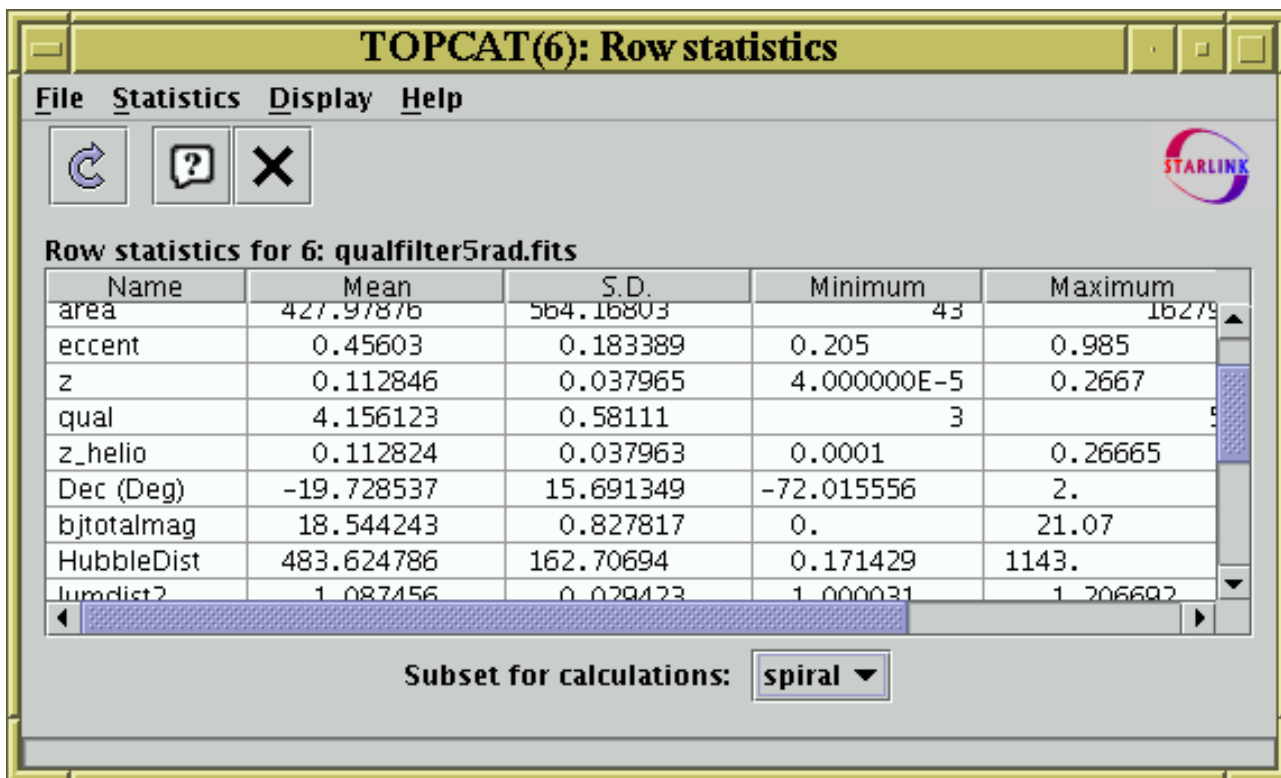 TOPCAT(6): Row statistics
File Statistics Display Help
STARLINK
Row statistics for 6: qualfilter5rad.fits
Name Mean S.D. Minimum Maximum
area 427.97876 564.16803 43 16279
eccent 0.45603 0.183389 0.205 0.985
z 0.112846 0.037965 4.000000E-5 0.2667
qual 4.156123 0.58111 3 5
z_helio 0.112824 0.037963 0.0001 0.26665
Dec (Deg) -19.728537 15.691349 -72.015556 2.
bjtotalmag 18.544243 0.827817 0. 21.07
HubbleDist 483.624786 162.70694 0.171429 1143.
lumdist2 1.087456 0.029423 1.000031 1.206692
Subset for calculations: spiral